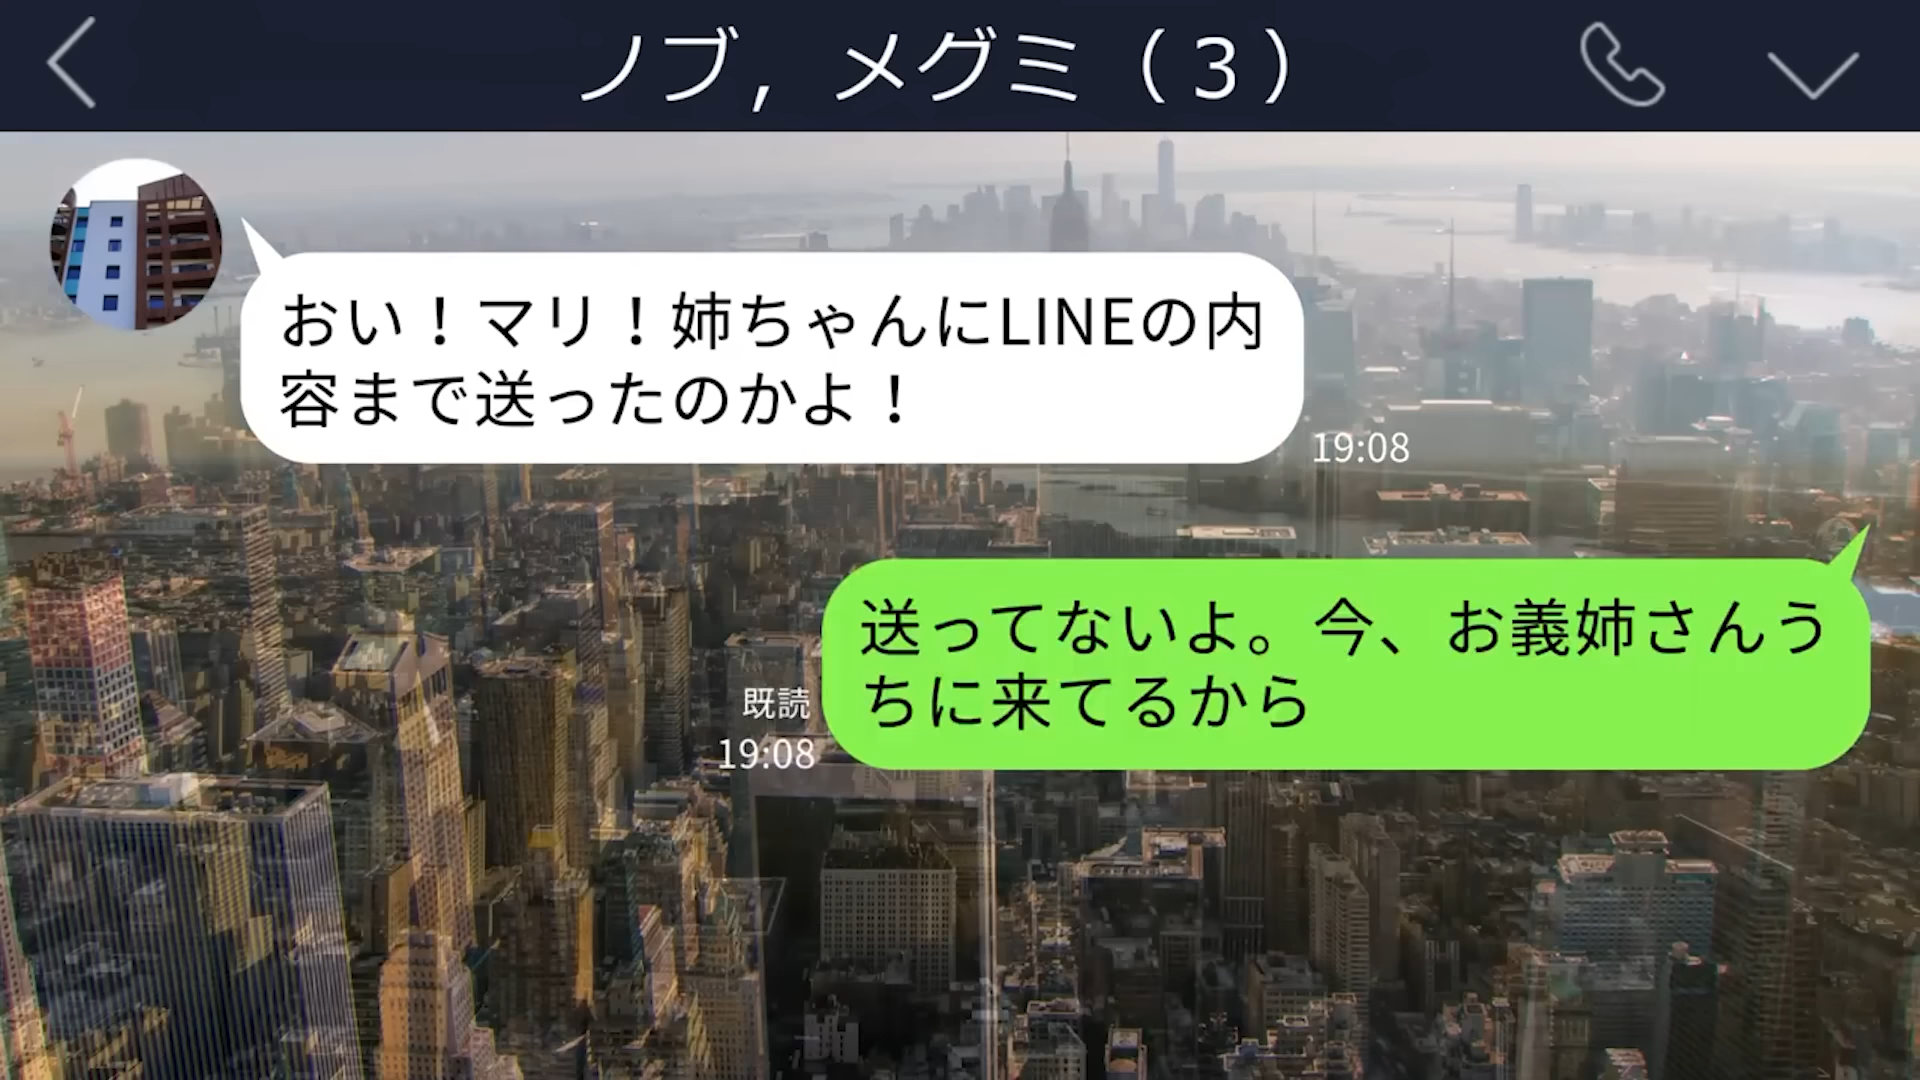 ノブ, メグミ（３）
おい！マリ！姉ちゃんにLINEの内
容まで送ったのかよ！
19:08
送ってないよ。今、お義姉さんう
ちに来てるから
既読
19:08